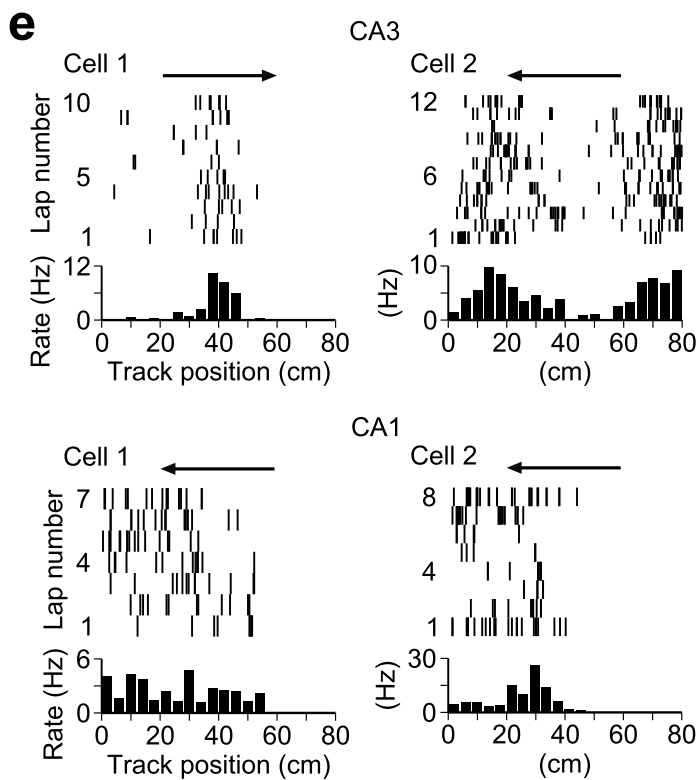 e
CA3
Cell 1
Cell 2
10
5
1
Lap number
12
6
1
12
0
Rate (Hz)
0 20 40 60 80
Track position (cm)
10
0
(Hz)
0 20 40 60 80
(cm)
CA1
Cell 1
Cell 2
7
4
1
Lap number
8
4
1
6
0
Rate (Hz)
0 20 40 60 80
Track position (cm)
30
0
(Hz)
0 20 40 60 80
(cm)